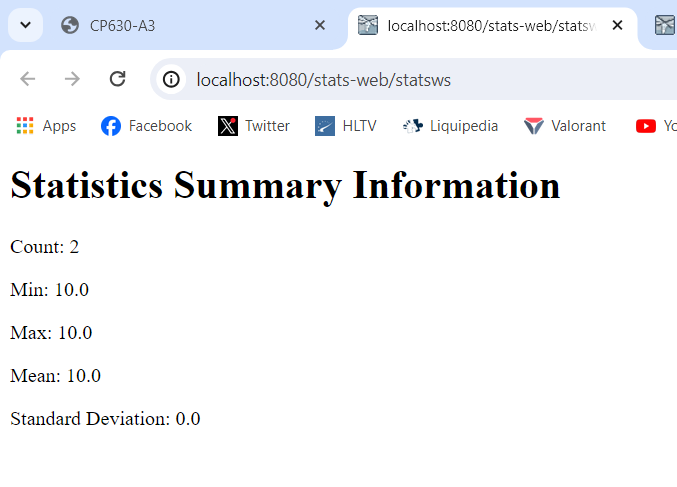 CP630-A3
localhost:8080/stats-web/statsw
localhost:8080/stats-web/statsws
Apps Facebook Twitter HLTV Liquipedia Valorant
Statistics Summary Information
Count: 2
Min: 10.0
Max: 10.0
Mean: 10.0
Standard Deviation: 0.0